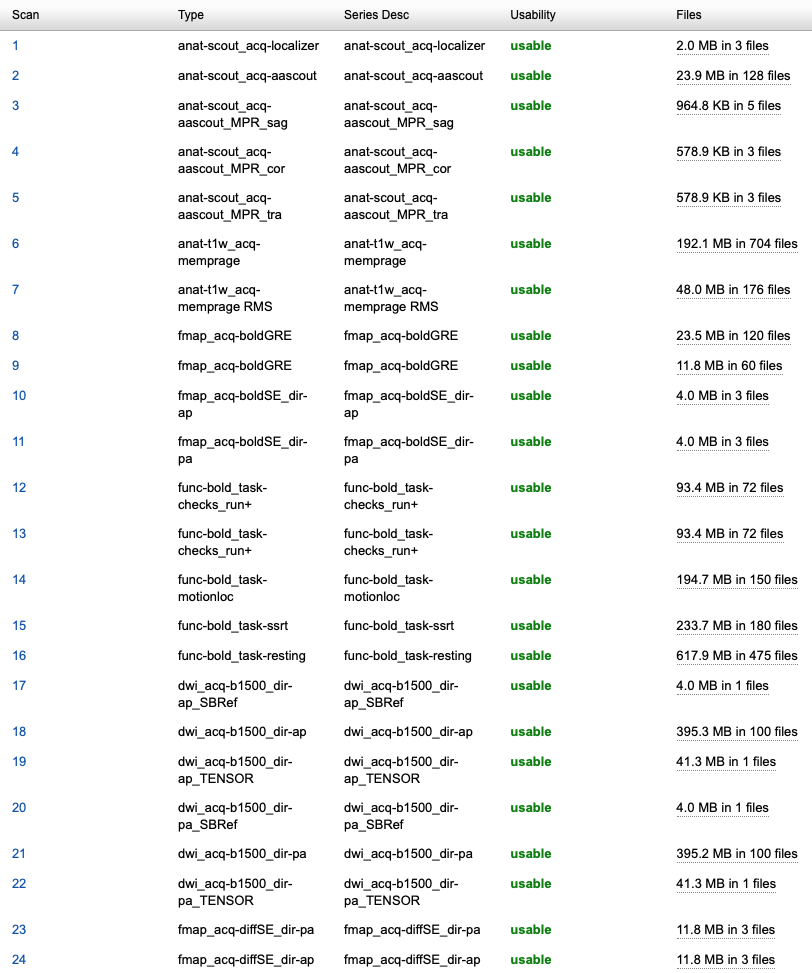 Scan Type Series Desc Usability Files
1 anat-scout_acq-localizer anat-scout_acq-localizer usable 2.0 MB in 3 files
2 anat-scout_acq-aascout anat-scout_acq-aascout usable 23.9 MB in 128 files
3 anat-scout_acq- anat-scout_acq- usable 964.8 KB in 5 files
aascout_MPR_sag aascout_MPR_sag
4 anat-scout_acq- anat-scout_acq- usable 578.9 KB in 3 files
aascout_MPR_cor aascout_MPR_cor
5 anat-scout_acq- anat-scout_acq- usable 578.9 KB in 3 files
aascout_MPR_tra aascout_MPR_tra
6 anat-t1w_acq- anat-t1w_acq- usable 192.1 MB in 704 files
memprage memprage
7 anat-t1w_acq- anat-t1w_acq- usable 48.0 MB in 176 files
memprage RMS memprage RMS
8 fmap_acq-boldGRE fmap_acq-boldGRE usable 23.5 MB in 120 files
9 fmap_acq-boldGRE fmap_acq-boldGRE usable 11.8 MB in 60 files
10 fmap_acq-boldSE_dir- fmap_acq-boldSE_dir- usable 4.0 MB in 3 files
ap ap
11 fmap_acq-boldSE_dir- fmap_acq-boldSE_dir- usable 4.0 MB in 3 files
pa pa
12 func-bold_task- func-bold_task- usable 93.4 MB in 72 files
checks_run+ checks_run+
13 func-bold_task- func-bold_task- usable 93.4 MB in 72 files
checks_run+ checks_run+
14 func-bold_task- func-bold_task- usable 194.7 MB in 150 files
motionloc motionloc
15 func-bold_task-ssrt func-bold_task-ssrt usable 233.7 MB in 180 files
16 func-bold_task-resting func-bold_task-resting usable 617.9 MB in 475 files
17 dwi_acq-b1500_dir- dwi_acq-b1500_dir- usable 4.0 MB in 1 files
ap_SBRef ap_SBRef
18 dwi_acq-b1500_dir-ap dwi_acq-b1500_dir-ap usable 395.3 MB in 100 files
19 dwi_acq-b1500_dir- dwi_acq-b1500_dir- usable 41.3 MB in 1 files
ap_TENSOR ap_TENSOR
20 dwi_acq-b1500_dir- dwi_acq-b1500_dir- usable 4.0 MB in 1 files
pa_SBRef pa_SBRef
21 dwi_acq-b1500_dir-pa dwi_acq-b1500_dir-pa usable 395.2 MB in 100 files
22 dwi_acq-b1500_dir- dwi_acq-b1500_dir- usable 41.3 MB in 1 files
pa_TENSOR pa_TENSOR
23 fmap_acq-diffSE_dir-pa fmap_acq-diffSE_dir-pa usable 11.8 MB in 3 files
24 fmap_acq-diffSE_dir-ap fmap_acq-diffSE_dir-ap usable 11.8 MB in 3 files